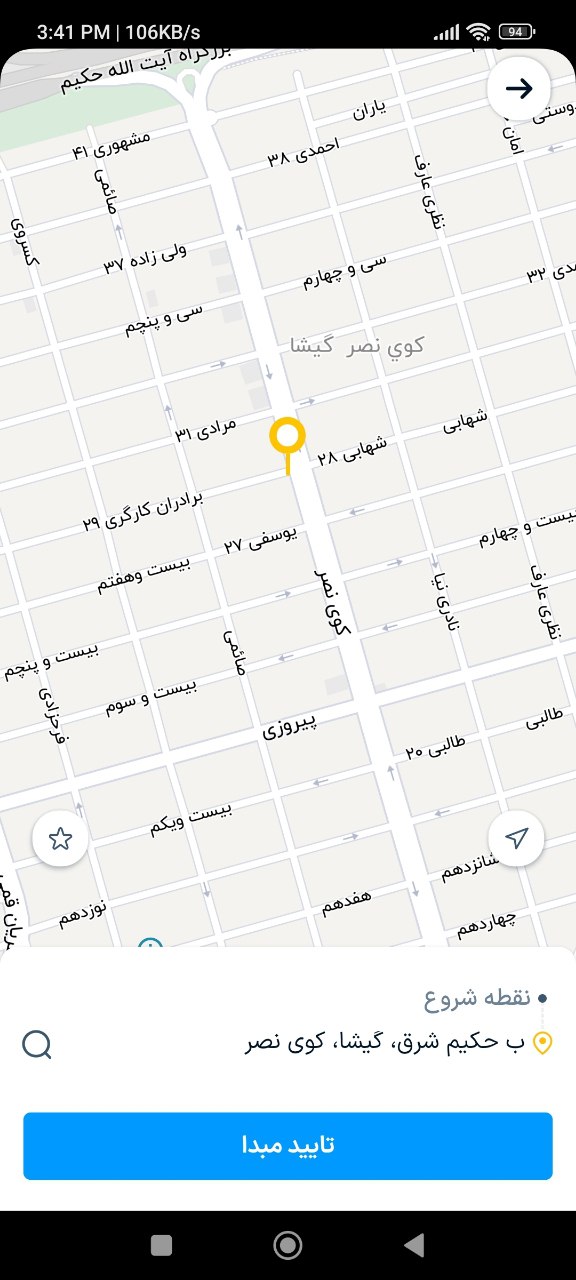 3:41 PM | 106KB/s
94
بزرگراه آیت الله حکیم
یاران
مشهوری ۴۱
احمدی ۳۸
امان
صائمی
نظری عارف
کسروی
ولی زاده ۳۷
سی و چهارم
۳۲
سی و پنجم
کوي نصر گیشا
مرادی ۳۱
شهابی
شهابی ۲۸
برادران کارگری ۲۹
بیست و چهارم
یوسفی ۲۷
بیست وهفتم
کوی نصر
نادری نیا
نظری عارف
صائمی
بیست و پنجم
بیست و سوم
فرحزادی
پیروزی
طالبی
طالبی ۲۰
بیست ویکم
شانزدهم
هفدهم
نوزدهم
چهاردهم
نقطه شروع
ب حکیم شرق، گیشا، کوی نصر
تایید مبدا